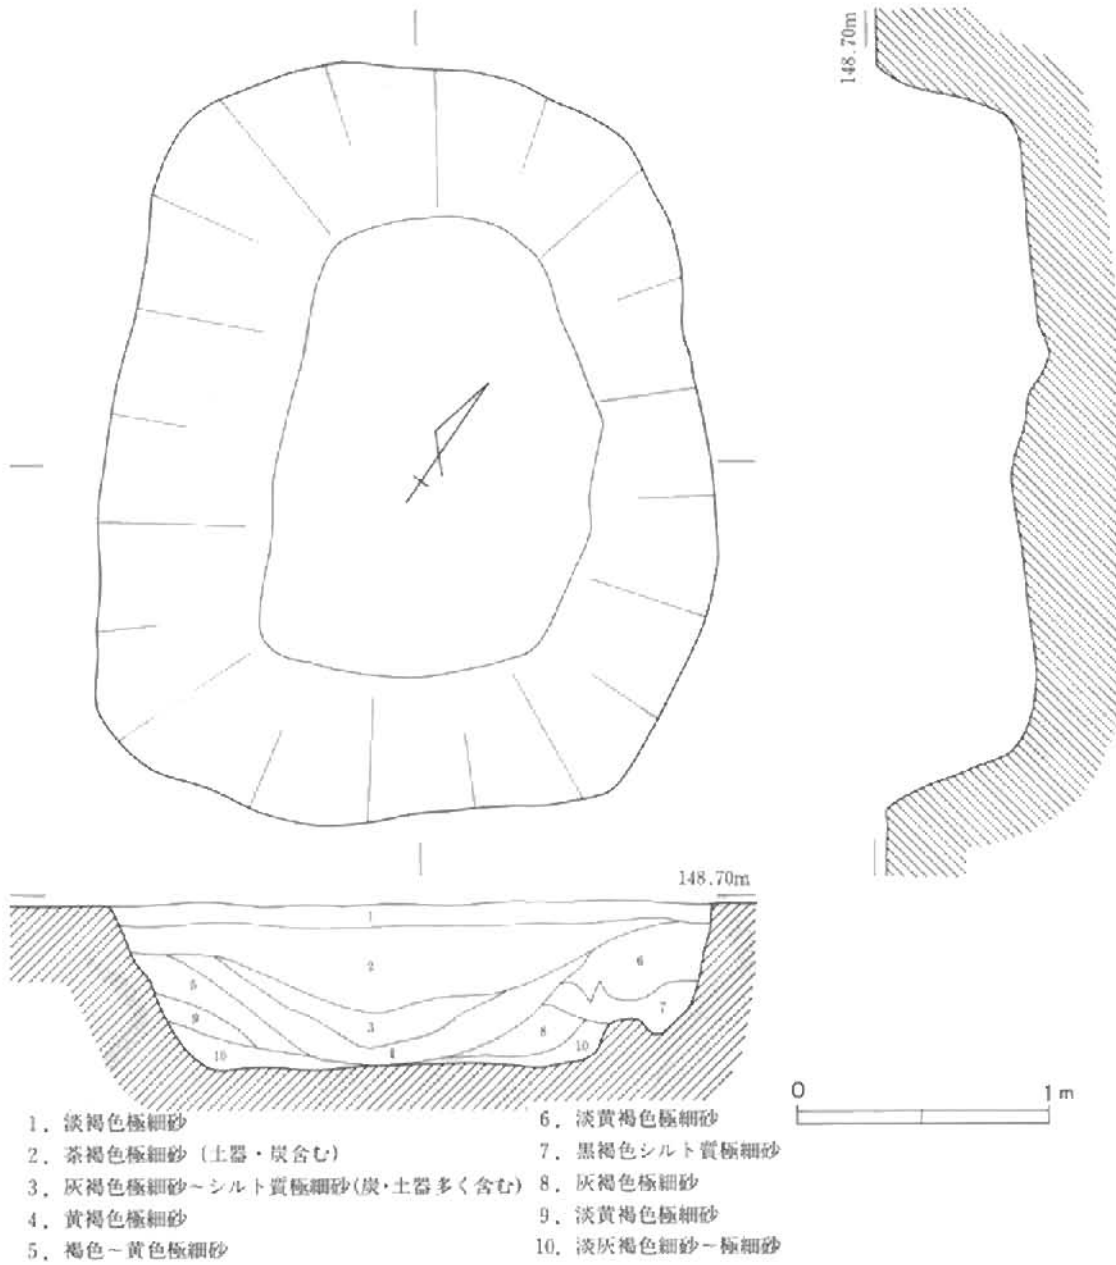 148.70m
1
2
3
4
5
6
7
8
9
10
10
148.70m
0 1m
1. 淡褐色極細砂
2. 茶褐色極細砂 (土器・炭含む)
3. 灰褐色極細砂~シルト質極細砂(炭・土器多く含む)
4. 黄褐色極細砂
5. 褐色~黄色極細砂
6. 淡黄褐色極細砂
7. 黒褐色シルト質極細砂
8. 灰褐色極細砂
9. 淡黄褐色極細砂
10. 淡灰褐色細砂~極細砂